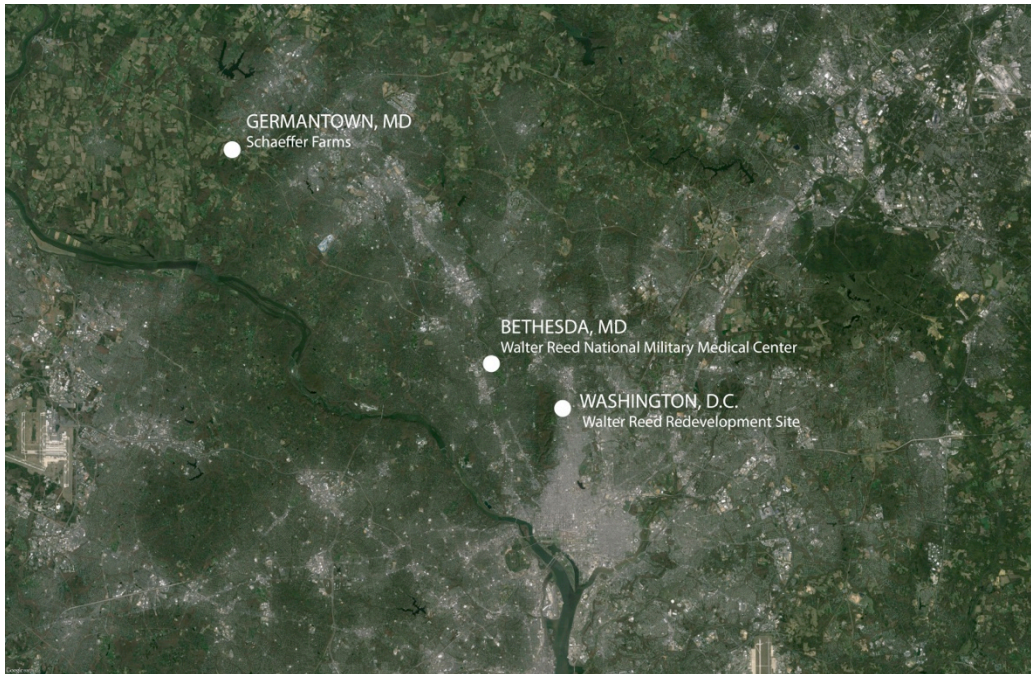 GERMANTOWN, MD
Schaeffer Farms
BETHESDA, MD
Walter Reed National Military Medical Center
WASHINGTON, D.C.
Walter Reed Redevelopment Site